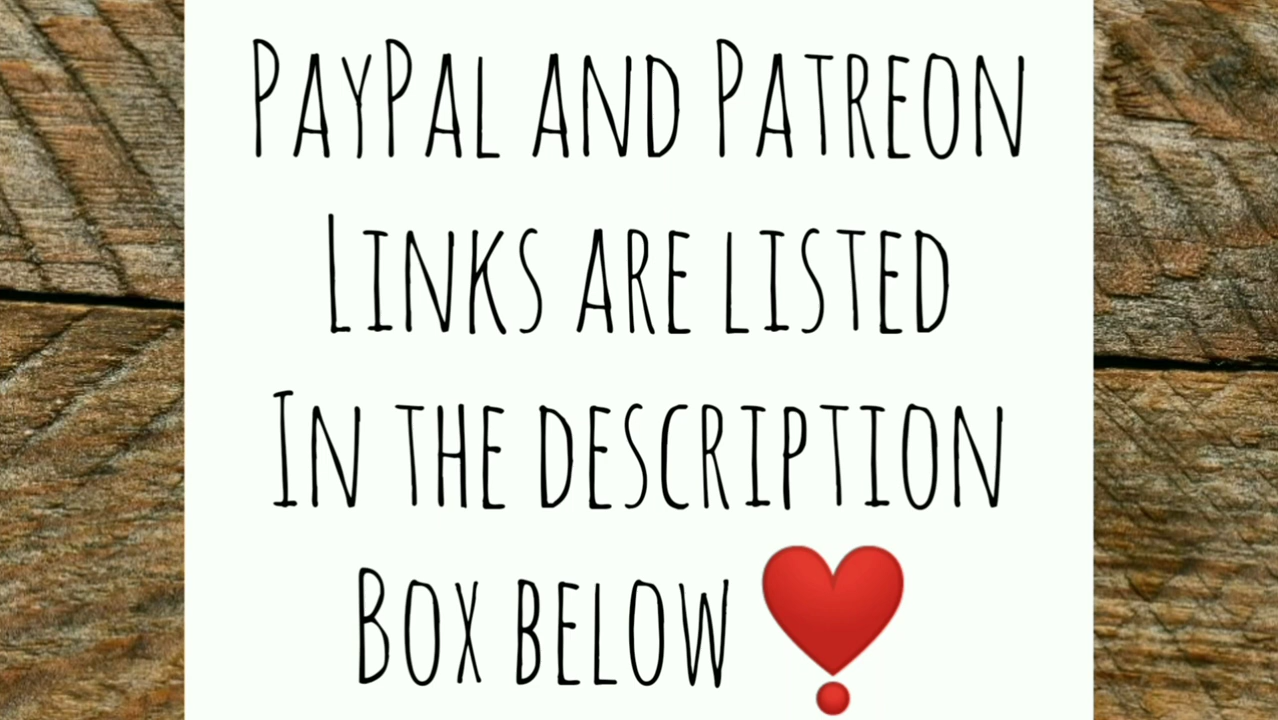 PayPal and Patreon
Links are listed
In the description
Box below ❣